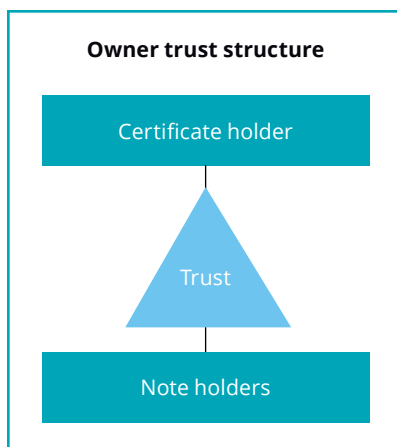 Owner trust structure
Certificate holder
Trust
Note holders